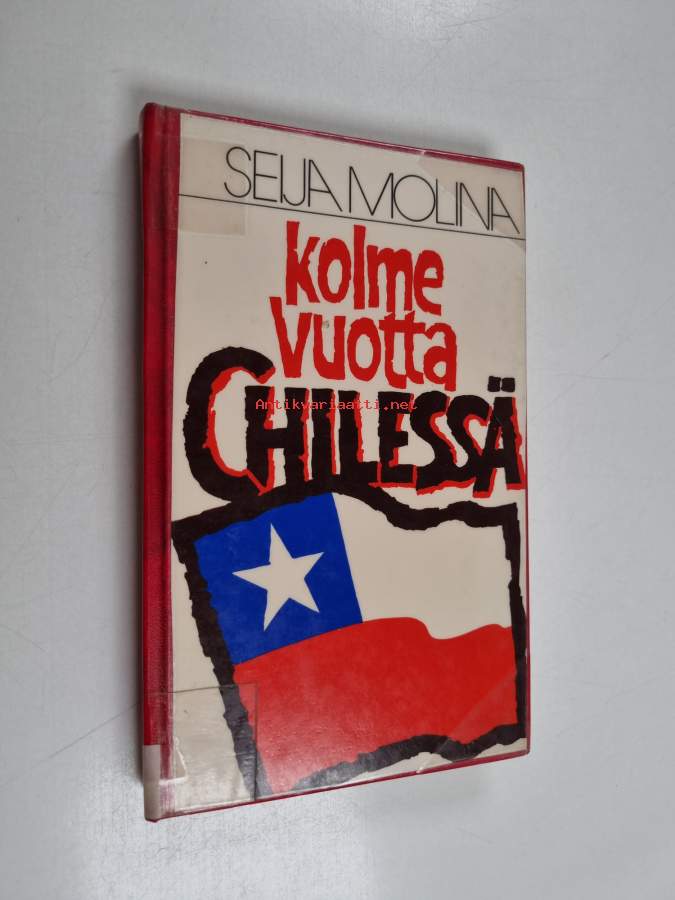 SEIJA MOLINA
kolme
vuotta
CHILESSÄ
Antikvariaatti.net